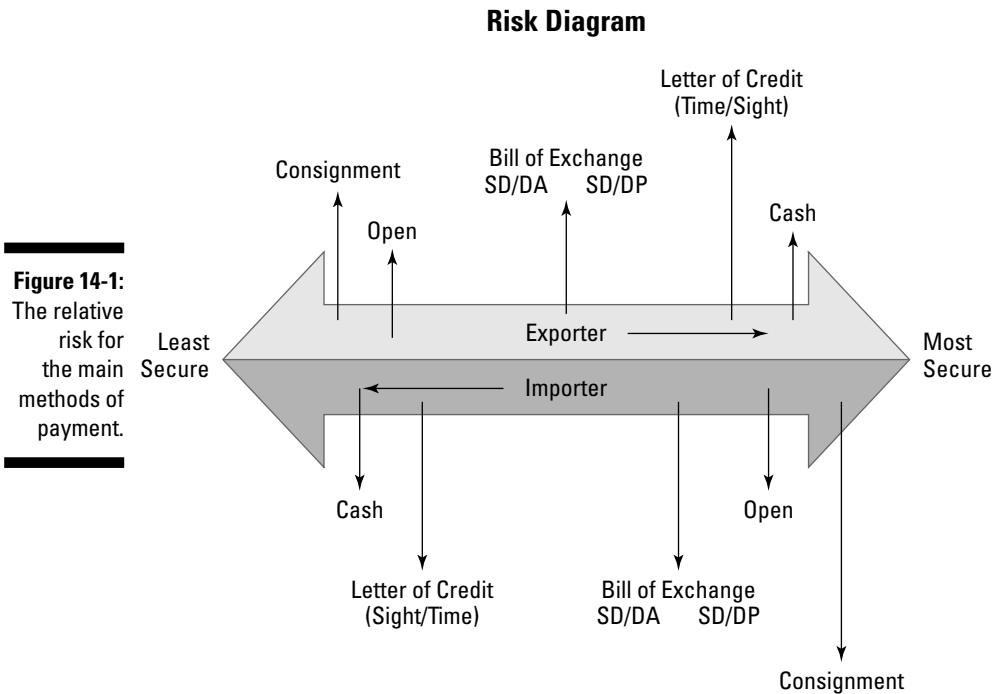 Risk Diagram
Letter of Credit
(Time/Sight)
Bill of Exchange
SD/DA SD/DP
Consignment
Cash
Open
Figure 14-1:
The relative
risk for
the main
methods of
payment.
Least
Secure
Exporter
Importer
Most
Secure
Cash
Open
Letter of Credit
(Sight/Time)
Bill of Exchange
SD/DA SD/DP
Consignment